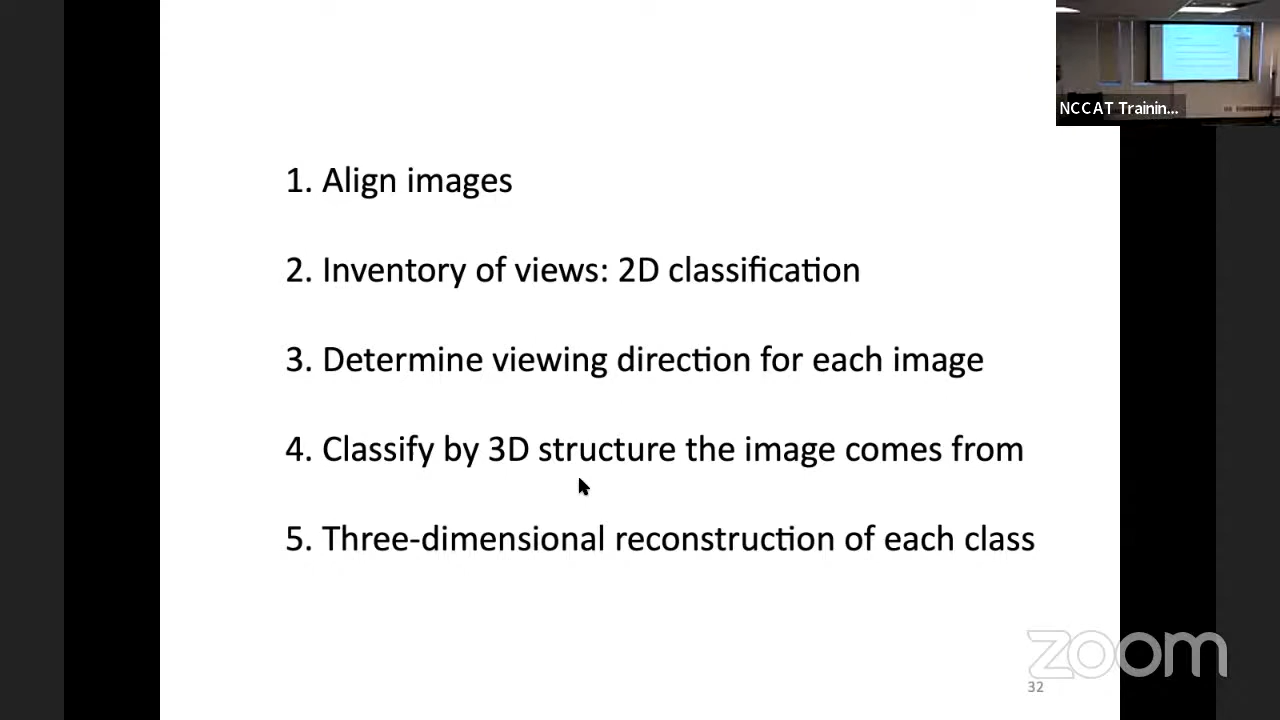 NCCAT Trainin...
1. Align images
2. Inventory of views: 2D classification
3. Determine viewing direction for each image
4. Classify by 3D structure the image comes from
5. Three-dimensional reconstruction of each class
zoom
32